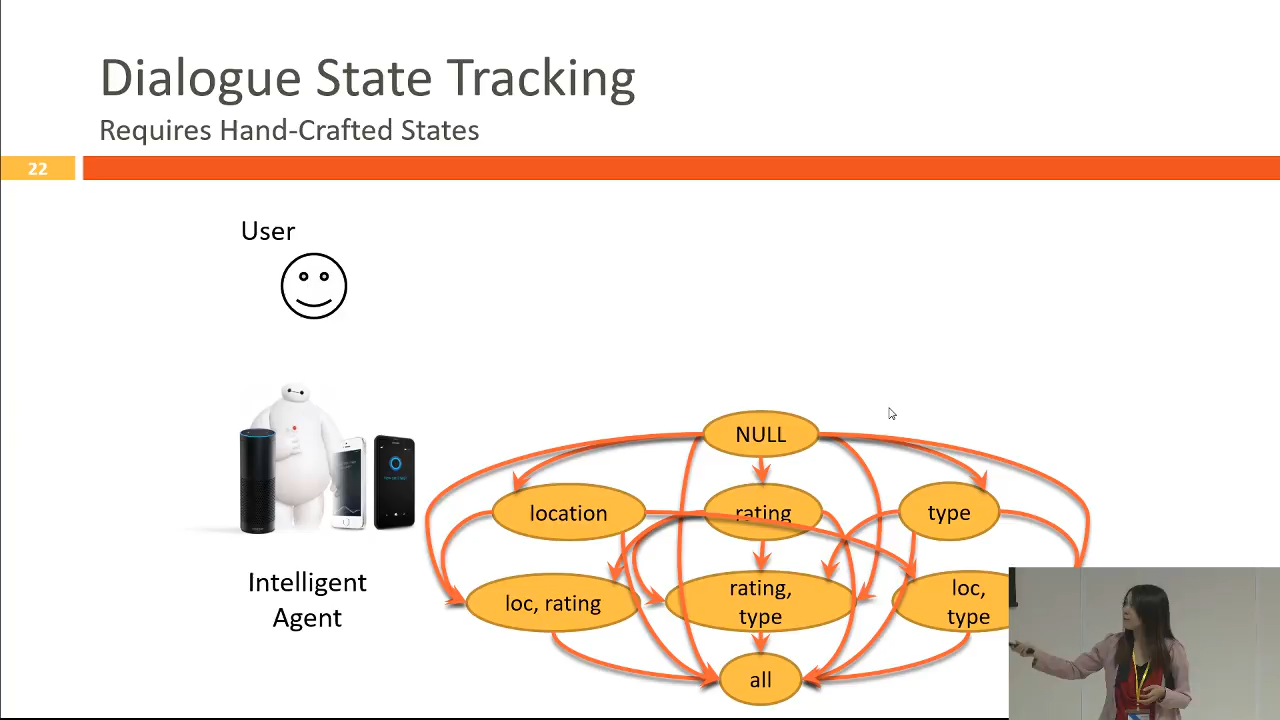 Dialogue State Tracking
Requires Hand-Crafted States
22
User
NULL
location
rating
type
loc, rating
rating,
type
loc,
type
Intelligent
Agent
all